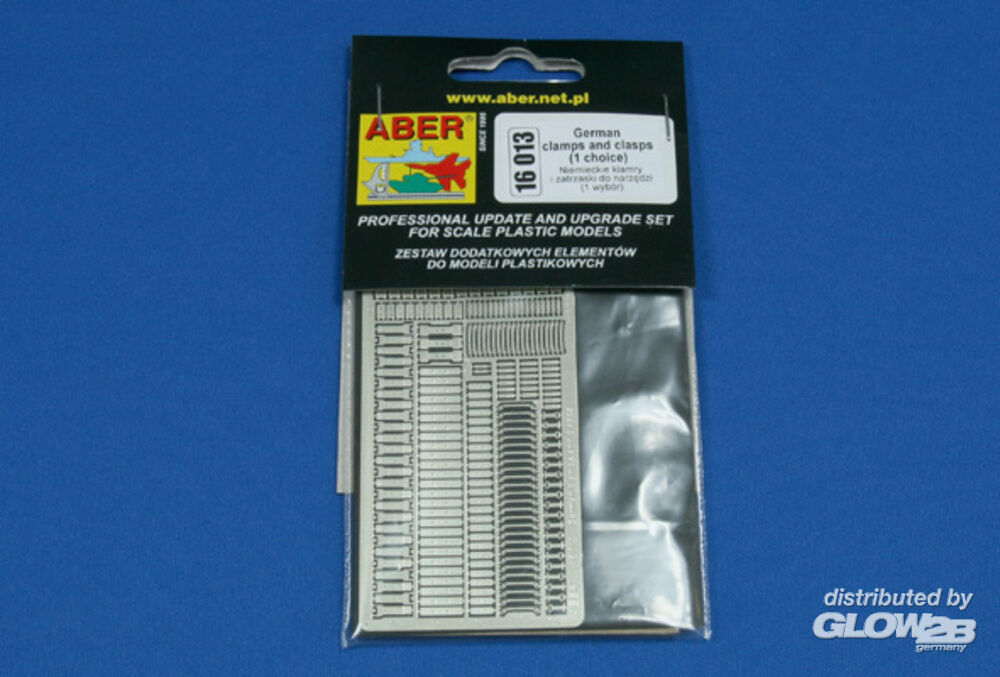 www.aber.net.pl
ABER®
SINCE 1995
16 013
German
clamps and clasps
(1 choice)
Niemieckie klamry
i zatrzaski do narzędzi
(1 wybór)
PROFESSIONAL UPDATE AND UPGRADE SET
FOR SCALE PLASTIC MODELS
ZESTAW DODATKOWYCH ELEMENTÓW
DO MODELI PLASTIKOWYCH
distributed by
GLOW2B
germany